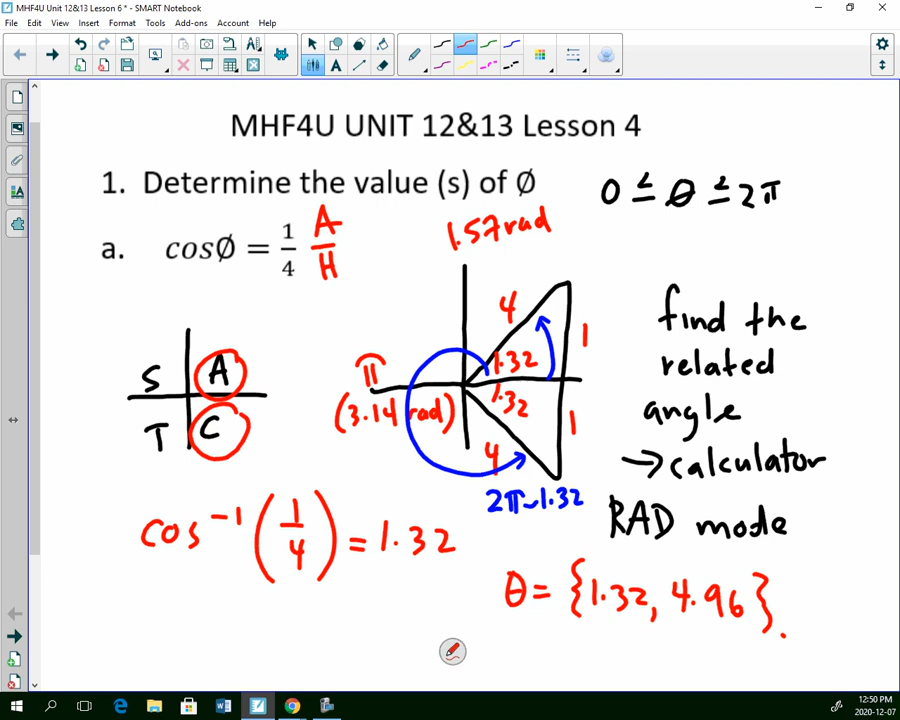 MHF4U Unit 12&13 Lesson 6 * - SMART Notebook
File Edit View Insert Format Tools Add-ons Account Help
MHF4U UNIT 12&13 Lesson 4
1. Determine the value (s) of Ø
0 ≤ θ ≤ 2π
a. cosØ = 1/4
A/H
1.57 rad
S A
T C
π
(3.14 rad)
4
1
1.32
1.32
1
4
2π-1.32
find the
related
angle
→ calculator
RAD mode
cos⁻¹(1/4) = 1.32
θ = {1.32, 4.96}.
12:50 PM
2020-12-07